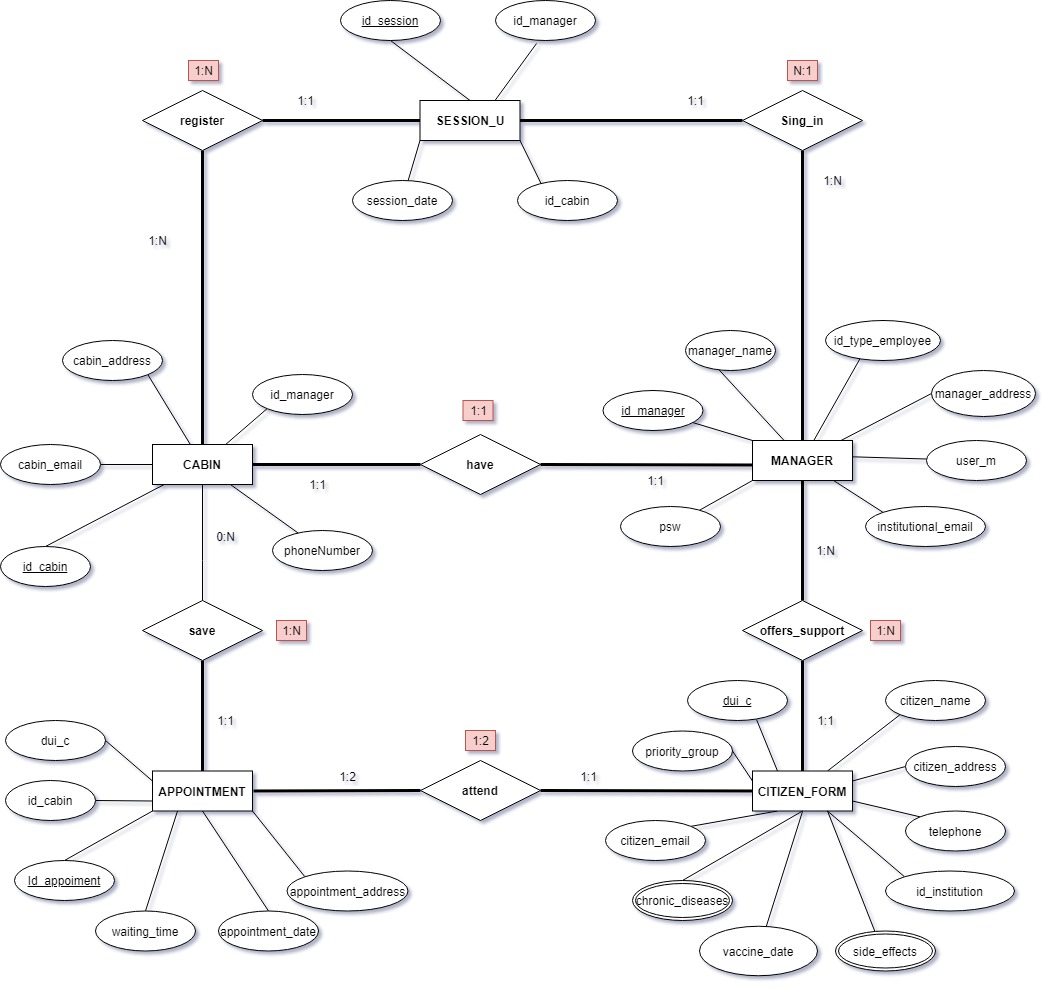 id_session
id_manager
1:N
N:1
1:1
1:1
register
SESSION_U
Sing_in
1:N
session_date
id_cabin
1:N
cabin_address
manager_name
id_type_employee
id_manager
manager_address
1:1
id_manager
cabin_email
CABIN
have
MANAGER
user_m
1:1
1:1
psw
institutional_email
0:N
phoneNumber
1:N
id_cabin
save
1:N
offers_support
1:N
dui_c
citizen_name
1:1
1:1
dui_c
1:2
priority_group
citizen_address
1:2
1:1
id_cabin
APPOINTMENT
attend
CITIZEN_FORM
citizen_email
telephone
Id_appoiment
appointment_address
chronic_diseases
id_institution
waiting_time
appointment_date
vaccine_date
side_effects